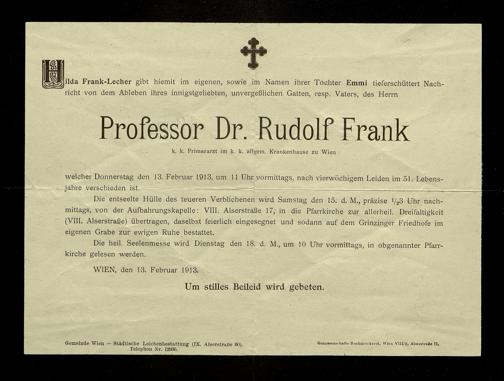 Hilda Frank-Lecher gibt hiemit im eigenen, sowie im Namen ihrer Tochter Emmi tieferschüttert Nach-
richt von dem Ableben ihres innigstgeliebten, unvergeßlichen Gatten, resp. Vaters, des Herrn
Professor Dr. Rudolf Frank
k. k. Primararzt im k. k. allgem. Krankenhause zu Wien
welcher Donnerstag den 13. Februar 1913, um 11 Uhr vormittags, nach vierwöchigem Leiden im 51. Lebens-
jahre verschieden ist.
Die entseelte Hülle des teueren Verblichenen wird Samstag den 15. d. M., präzise ½3 Uhr nach-
mittags, von der Aufbahrungskapelle: VIII. Alserstraße 17, in die Pfarrkirche zur allerheil. Dreifaltigkeit
(VIII. Alserstraße) übertragen, daselbst feierlich eingesegnet und sodann auf dem Grinzinger Friedhofe im
eigenen Grabe zur ewigen Ruhe bestattet.
Die heil. Seelenmesse wird Dienstag den 18. d. M., um 10 Uhr vormittags, in obgenannter Pfarr-
kirche gelesen werden.
WIEN, den 13. Februar 1913.
Um stilles Beileid wird gebeten.
Gemeinde Wien — Städtische Leichenbestattung (IX. Alserstraße
Telephon Nr.
Buchdruckerei, Wien VIII/1, Alserstraße